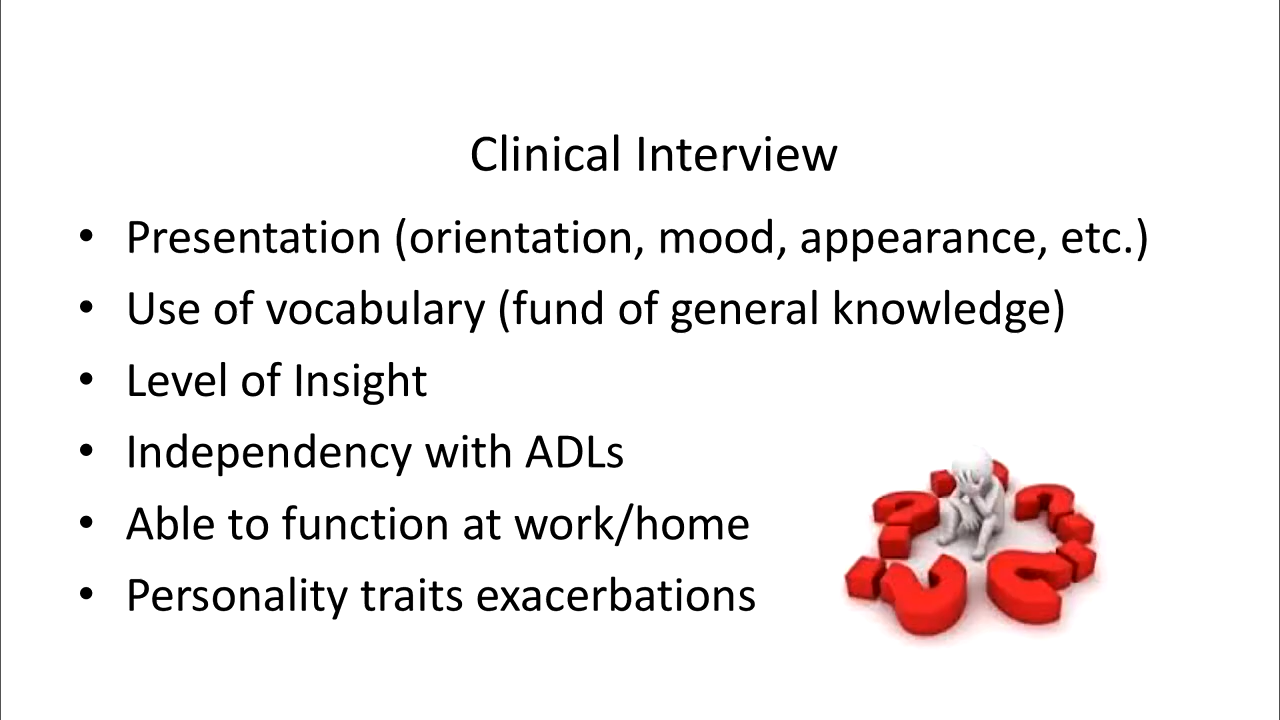 Clinical Interview
• Presentation (orientation, mood, appearance, etc.)
• Use of vocabulary (fund of general knowledge)
• Level of Insight
• Independency with ADLs
• Able to function at work/home
• Personality traits exacerbations